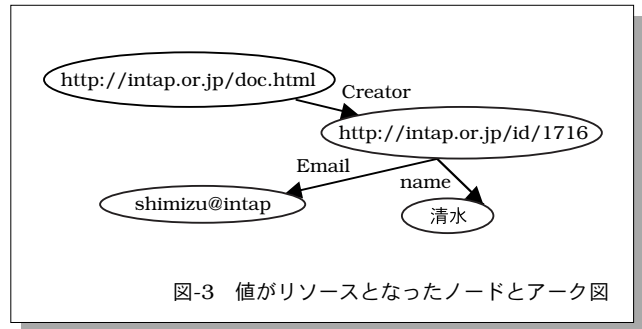 http://intap.or.jp/doc.html
Creator
http://intap.or.jp/id/1716
Email
name
shimizu@intap
清水
図-3　値がリソースとなったノードとアーク図